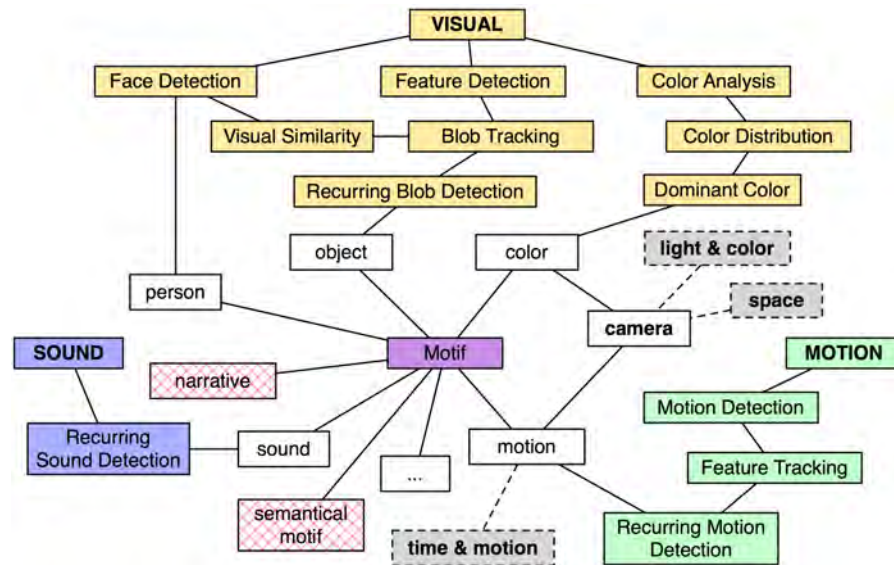 VISUAL
Face Detection
Feature Detection
Color Analysis
Visual Similarity
Blob Tracking
Color Distribution
Recurring Blob Detection
Dominant Color
object
color
light & color
person
space
camera
SOUND
Motif
MOTION
narrative
Motion Detection
Recurring
Sound Detection
sound
motion
Feature Tracking
...
semantical
motif
time & motion
Recurring Motion
Detection